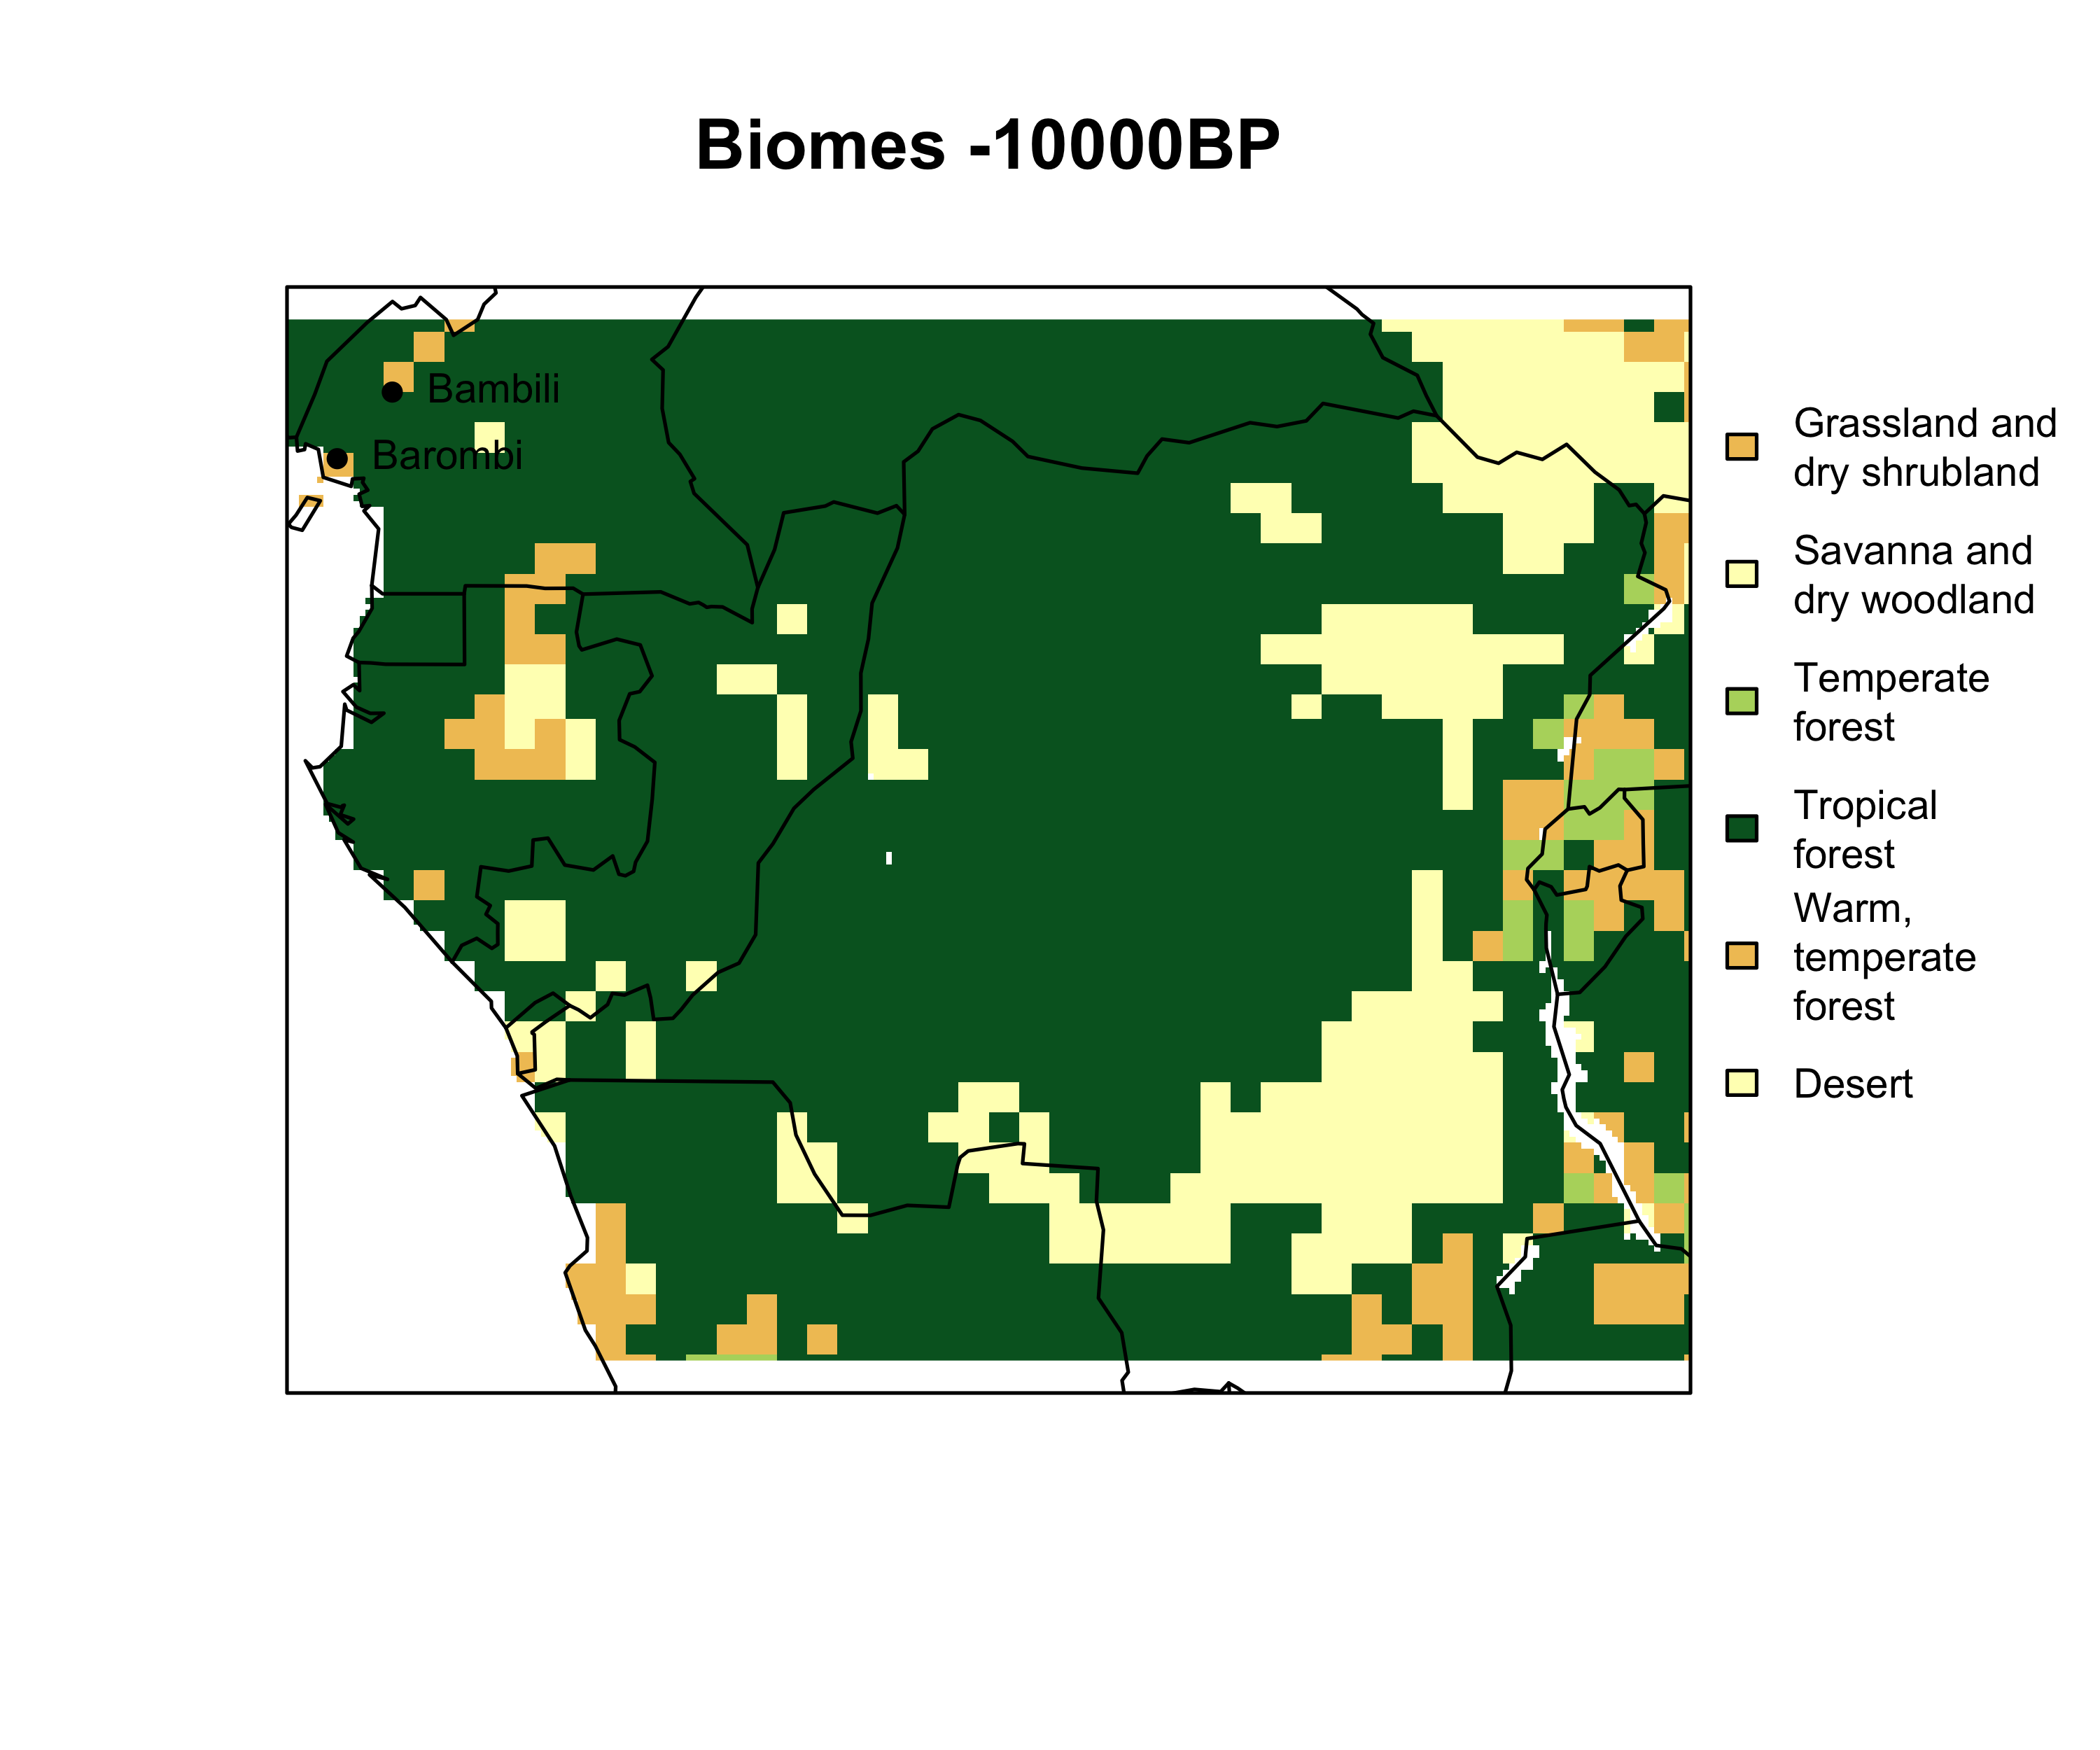 Biomes -10000BP
Bambili
Barombi
Grassland and
dry shrubland
Savanna and
dry woodland
Temperate
forest
Tropical
forest
Warm,
temperate
forest
Desert